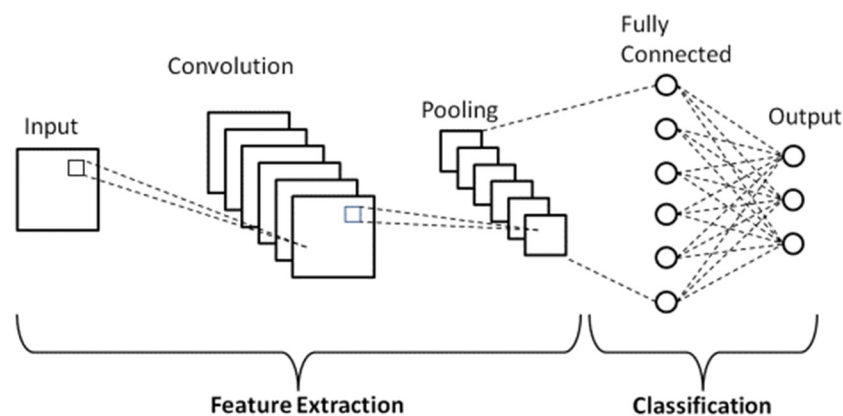 Input
Convolution
Pooling
Fully
Connected
Output
Feature Extraction
Classification